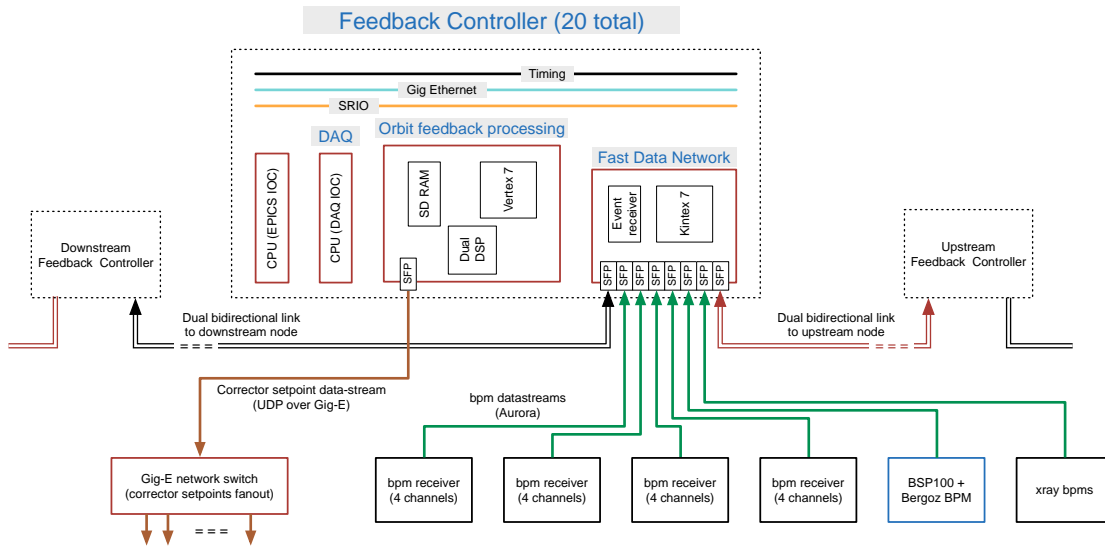 Feedback Controller (20 total)
Timing
Gig Ethernet
SRIO
DAQ
Orbit feedback processing
Fast Data Network
CPU (EPICS IOC)
CPU (DAQ IOC)
SD RAM
Vertex 7
Dual
DSP
SFP
Event
receiver
Kintex 7
SFP
SFP
SFP
SFP
SFP
SFP
SFP
SFP
Downstream
Feedback Controller
Upstream
Feedback Controller
Dual bidirectional link
to downstream node
Dual bidirectional link
to upstream node
Corrector setpoint data-stream
(UDP over Gig-E)
bpm datastreams
(Aurora)
Gig-E network switch
(corrector setpoints fanout)
bpm receiver
(4 channels)
bpm receiver
(4 channels)
bpm receiver
(4 channels)
bpm receiver
(4 channels)
BSP100 +
Bergoz BPM
xray bpms